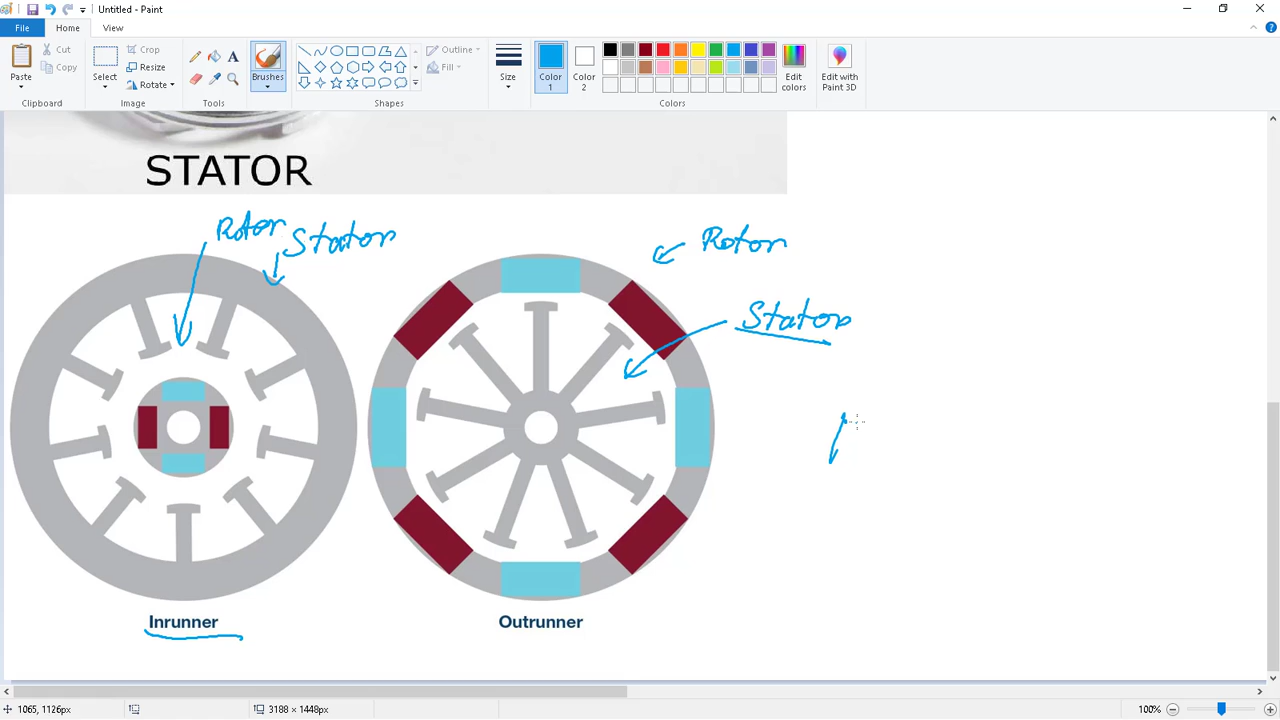 Untitled - Paint
File
Home
View
Paste
Cut
Copy
Clipboard
Select
Crop
Resize
Rotate
Image
A
Tools
Brushes
Shapes
Outline
Fill
Size
Color 1
Color 2
Colors
Edit colors
Edit with Paint 3D
STATOR
Rotor
Stator
Rotor
Stator
Inrunner
Outrunner
1065, 1126px
3188 × 1448px
100%